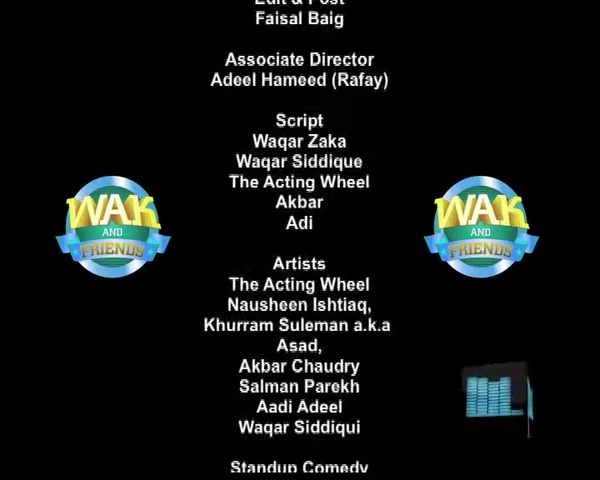 Edit & Post
Faisal Baig
Associate Director
Adeel Hameed (Rafay)
Script
Waqar Zaka
Waqar Siddique
The Acting Wheel
Akbar
Adi
WAK
AND
FRIENDS
WAK
AND
FRIENDS
Artists
The Acting Wheel
Nausheen Ishtiaq,
Khurram Suleman a.k.a
Asad,
Akbar Chaudry
Salman Parekh
Aadi Adeel
Waqar Siddiqui
Standup Comedy